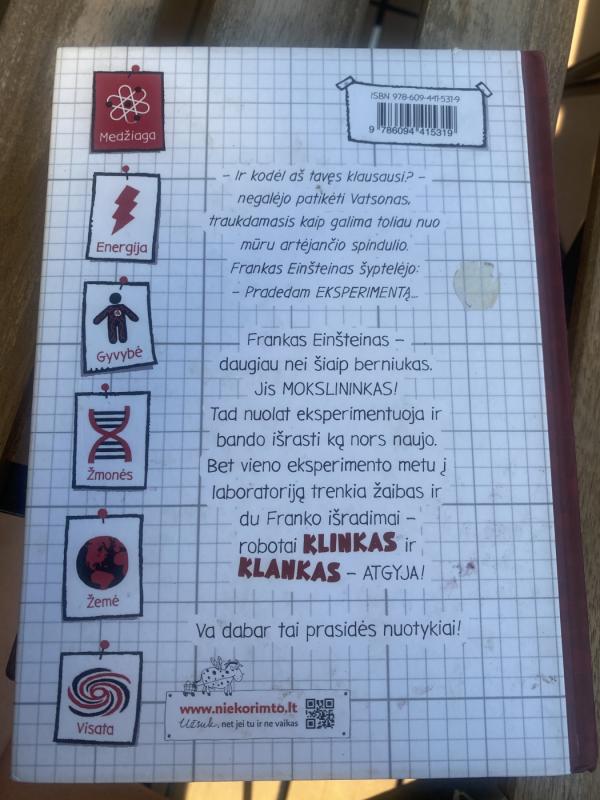 Medžiaga
Energija
Gyvybė
Žmonės
Žemė
Visata
ISBN 978-609-441-531-9
9 786094 415319
– Ir kodėl aš tavęs klausausi? –
negalėjo patikėti Vatsonas,
traukdamasis kaip galima toliau nuo
mūru artėjančio spindulio.
Frankas Einšteinas šyptelėjo:
– Pradedam EKSPERIMENTĄ...
Frankas Einšteinas –
daugiau nei šiaip berniukas.
Jis MOKSLININKAS!
Tad nuolat eksperimentuoja ir
bando išrasti ką nors naujo.
Bet vieno eksperimento metu į
laboratoriją trenkia žaibas ir
du Franko išradimai –
robotai KLINKAS ir
KLANKAS – ATGYJA!
Va dabar tai prasidės nuotykiai!
www.niekorimto.lt
Užsuk, net jei tu ir ne vaikas